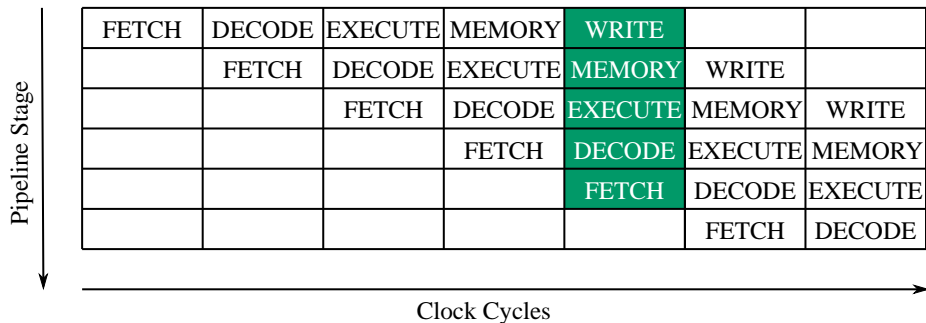 FETCH DECODE EXECUTE MEMORY WRITE
FETCH DECODE EXECUTE MEMORY WRITE
FETCH DECODE EXECUTE MEMORY WRITE
FETCH DECODE EXECUTE MEMORY
FETCH DECODE EXECUTE
FETCH DECODE
Pipeline Stage
Clock Cycles